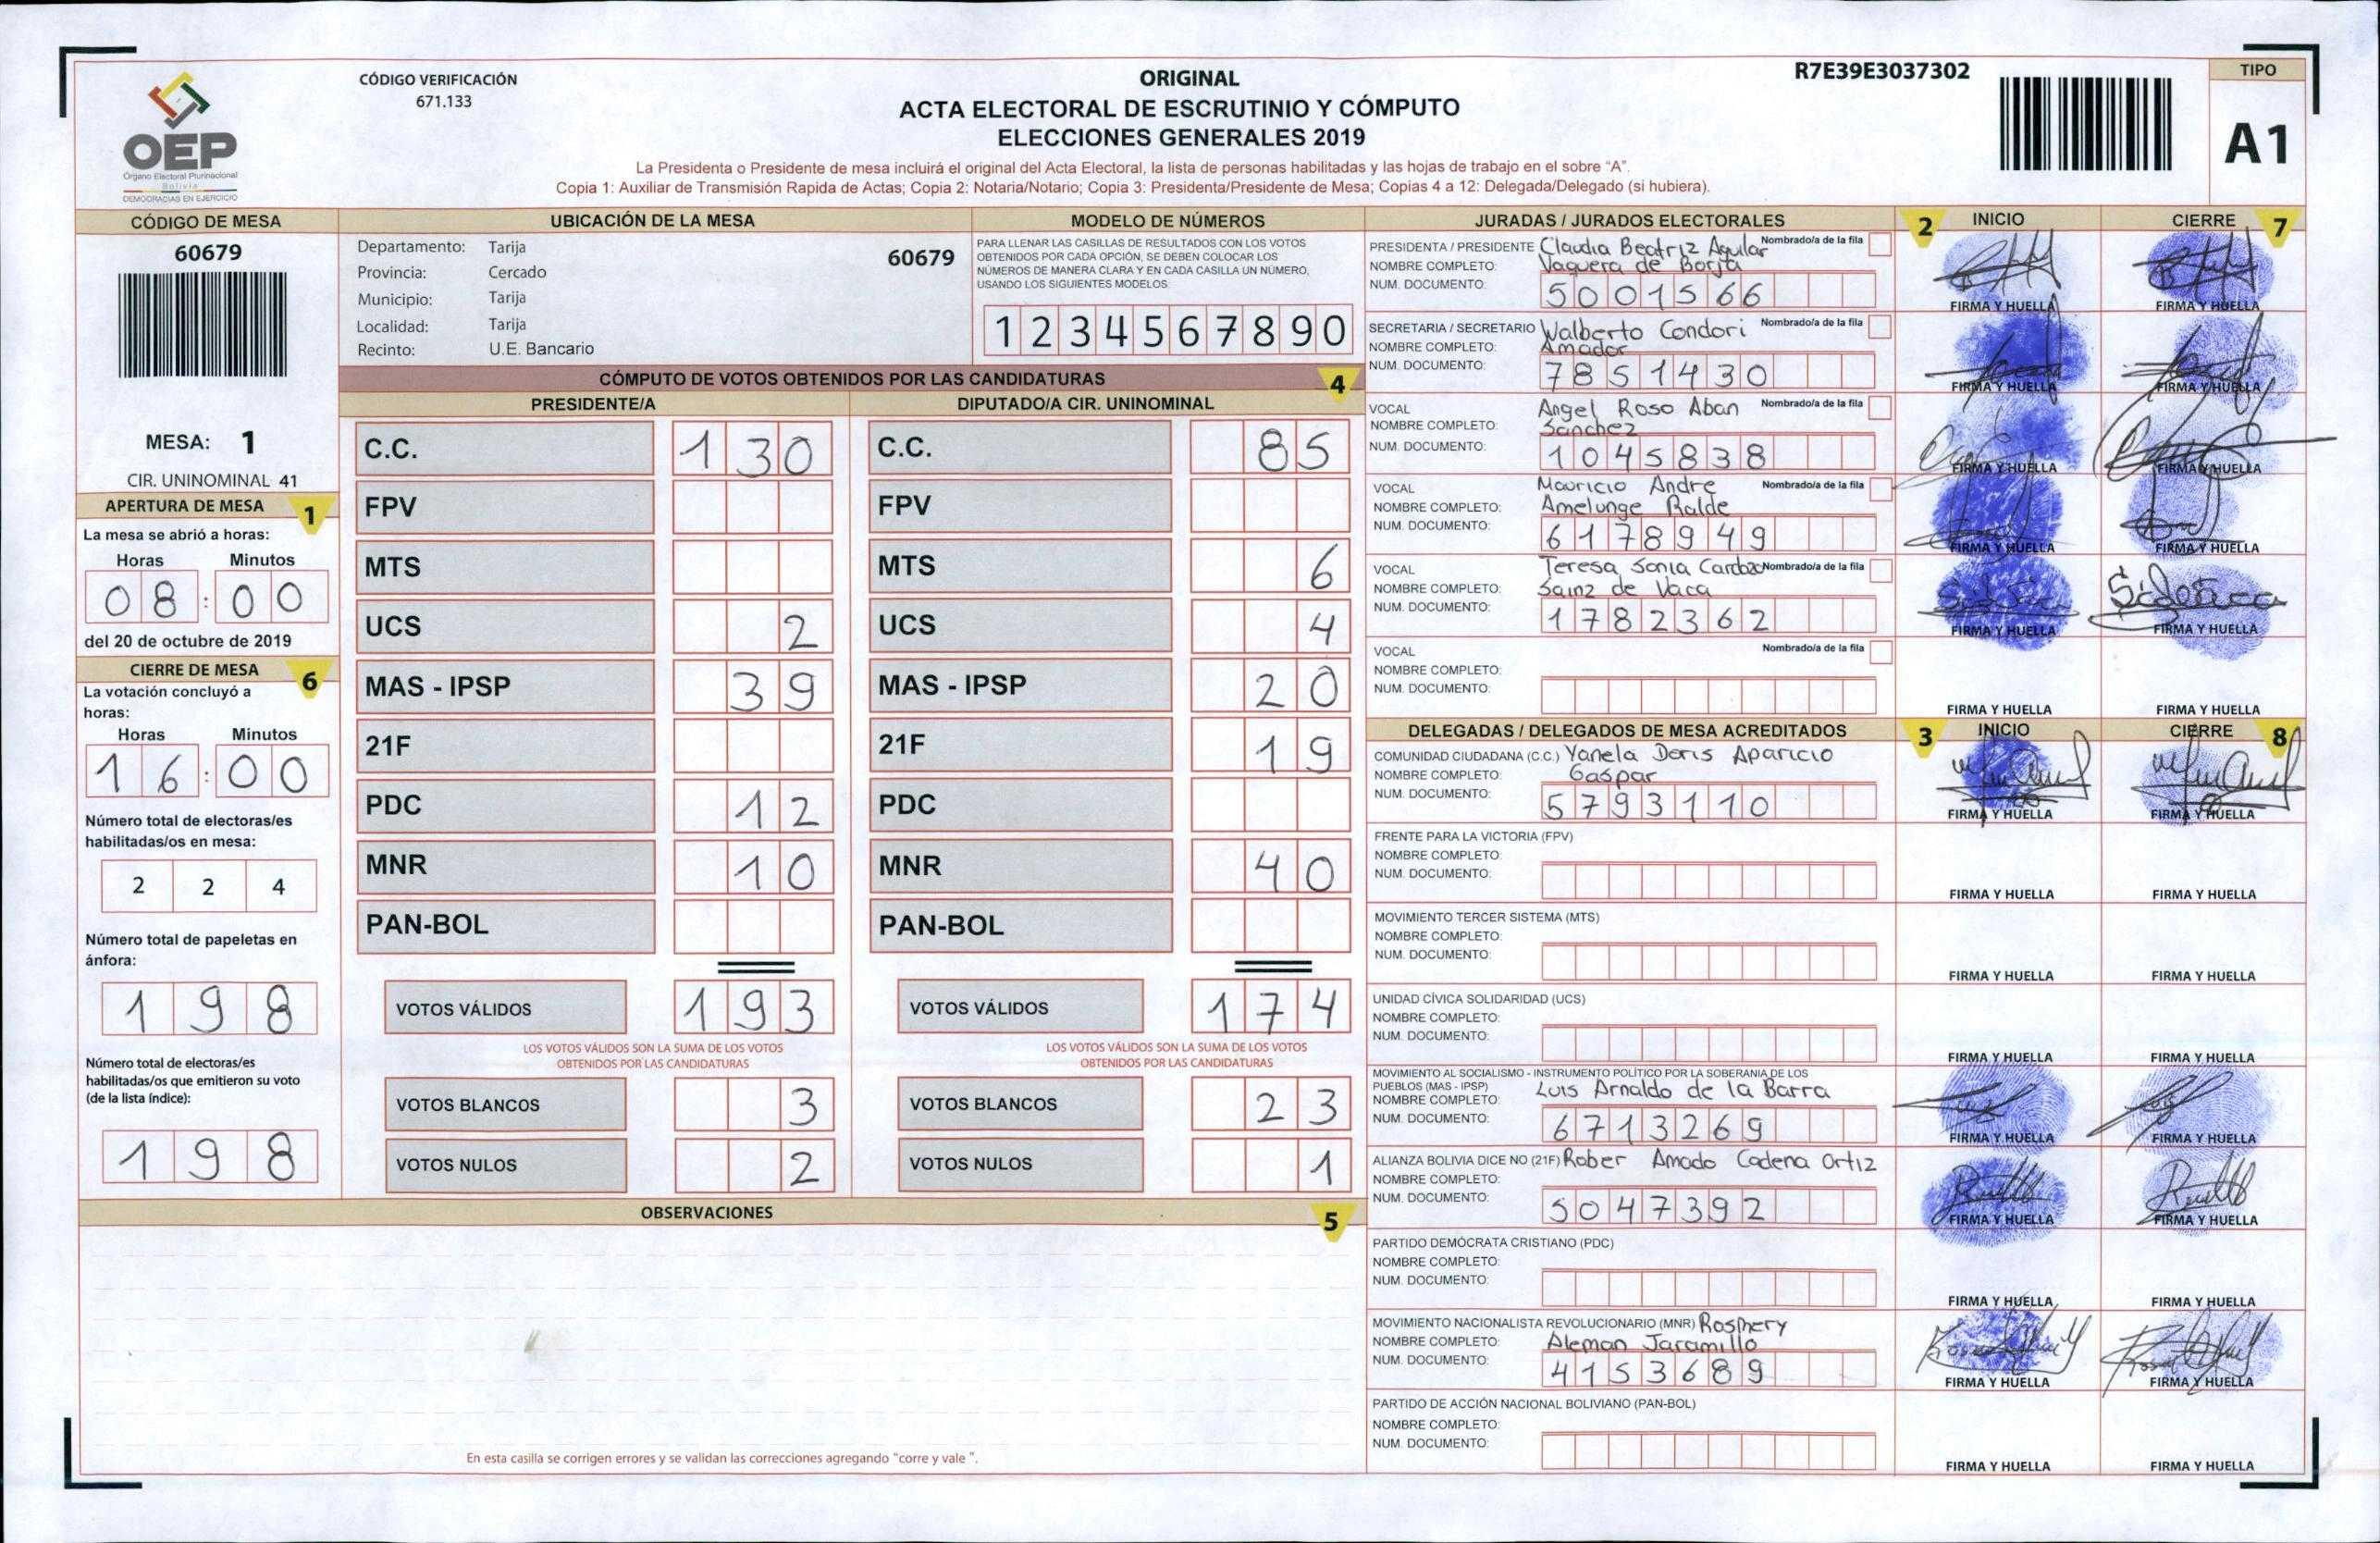 CÓDIGO VERIFICACIÓN
671.133
ORIGINAL
ACTA ELECTORAL DE ESCRUTINIO Y CÓMPUTO
ELECCIONES GENERALES 2019
La Presidenta o Presidente de mesa incluirá el original del Acta Electoral, la lista de personas habilitadas y las hojas de trabajo en el sobre "A".
Copia 1: Auxiliar de Transmisión Rapida de Actas; Copia 2: Notaria/Notario; Copia 3: Presidenta/Presidente de Mesa; Copias 4 a 12: Delegada/Delegado (si hubiera).
R7E39E3037302
TIPO
A1
OEP
Órgano Electoral Plurinacional
Bolivia
DEMOCRACIAS EN EJERCICIO
CÓDIGO DE MESA
60679
MESA: 1
CIR. UNINOMINAL 41
APERTURA DE MESA 1
La mesa se abrió a horas:
Horas Minutos
08:00
del 20 de octubre de 2019
CIERRE DE MESA 6
La votación concluyó a
horas:
Horas Minutos
16:00
Número total de electoras/es
habilitadas/os en mesa:
2 2 4
Número total de papeletas en
ánfora:
1 9 8
Número total de electoras/es
habilitadas/os que emitieron su voto
(de la lista índice):
1 9 8
UBICACIÓN DE LA MESA
Departamento: Tarija 60679
Provincia: Cercado
Municipio: Tarija
Localidad: Tarija
Recinto: U.E. Bancario
MODELO DE NÚMEROS
PARA LLENAR LAS CASILLAS DE RESULTADOS CON LOS VOTOS
OBTENIDOS POR CADA OPCIÓN, SE DEBEN COLOCAR LOS
NÚMEROS DE MANERA CLARA Y EN CADA CASILLA UN NÚMERO,
USANDO LOS SIGUIENTES MODELOS:
1 2 3 4 5 6 7 8 9 0
CÓMPUTO DE VOTOS OBTENIDOS POR LAS CANDIDATURAS 4
PRESIDENTE/A DIPUTADO/A CIR. UNINOMINAL
C.C. 130 C.C. 85
FPV FPV
MTS MTS 6
UCS 2 UCS 4
MAS - IPSP 39 MAS - IPSP 20
21F 21F 19
PDC 12 PDC
MNR 10 MNR 40
PAN-BOL PAN-BOL
VOTOS VÁLIDOS 193 VOTOS VÁLIDOS 174
LOS VOTOS VÁLIDOS SON LA SUMA DE LOS VOTOS LOS VOTOS VÁLIDOS SON LA SUMA DE LOS VOTOS
OBTENIDOS POR LAS CANDIDATURAS OBTENIDOS POR LAS CANDIDATURAS
VOTOS BLANCOS 3 VOTOS BLANCOS 23
VOTOS NULOS 2 VOTOS NULOS 1
OBSERVACIONES 5
En esta casilla se corrigen errores y se validan las correcciones agregando "corre y vale ".
JURADAS / JURADOS ELECTORALES 2 INICIO CIERRE 7
PRESIDENTA / PRESIDENTE Claudia Beatriz Aguilar Nombrado/a de la fila
NOMBRE COMPLETO: Vaquera de Borja
NUM. DOCUMENTO: 5001566
FIRMA Y HUELLA FIRMA Y HUELLA
SECRETARIA / SECRETARIO Walberto Condori Nombrado/a de la fila
NOMBRE COMPLETO: Amador
NUM. DOCUMENTO: 7851430
FIRMA Y HUELLA FIRMA Y HUELLA
VOCAL Angel Roso Aban Nombrado/a de la fila
NOMBRE COMPLETO: Sanchez
NUM. DOCUMENTO: 1045838
FIRMA Y HUELLA FIRMA Y HUELLA
VOCAL Mauricio Andre Nombrado/a de la fila
NOMBRE COMPLETO: Amelunge Ralde
NUM. DOCUMENTO: 6178949
FIRMA Y HUELLA FIRMA Y HUELLA
VOCAL Teresa Sonia Cardozo Nombrado/a de la fila
NOMBRE COMPLETO: Sainz de Vaca
NUM. DOCUMENTO: 1782362
FIRMA Y HUELLA FIRMA Y HUELLA
VOCAL Nombrado/a de la fila
NOMBRE COMPLETO:
NUM. DOCUMENTO:
FIRMA Y HUELLA FIRMA Y HUELLA
DELEGADAS / DELEGADOS DE MESA ACREDITADOS 3 INICIO CIERRE 8
COMUNIDAD CIUDADANA (C.C.) Yanela Doris Aparicio
NOMBRE COMPLETO: Gaspar
NUM. DOCUMENTO: 5793110
FIRMA Y HUELLA FIRMA Y HUELLA
FRENTE PARA LA VICTORIA (FPV)
NOMBRE COMPLETO:
NUM. DOCUMENTO:
FIRMA Y HUELLA FIRMA Y HUELLA
MOVIMIENTO TERCER SISTEMA (MTS)
NOMBRE COMPLETO:
NUM. DOCUMENTO:
FIRMA Y HUELLA FIRMA Y HUELLA
UNIDAD CÍVICA SOLIDARIDAD (UCS)
NOMBRE COMPLETO:
NUM. DOCUMENTO:
FIRMA Y HUELLA FIRMA Y HUELLA
MOVIMIENTO AL SOCIALISMO - INSTRUMENTO POLÍTICO POR LA SOBERANIA DE LOS
PUEBLOS (MAS - IPSP) Luis Arnaldo de la Barra
NOMBRE COMPLETO:
NUM. DOCUMENTO: 6713269
FIRMA Y HUELLA FIRMA Y HUELLA
ALIANZA BOLIVIA DICE NO (21F) Rober Amado Cadena Ortiz
NOMBRE COMPLETO:
NUM. DOCUMENTO: 5047392
FIRMA Y HUELLA FIRMA Y HUELLA
PARTIDO DEMÓCRATA CRISTIANO (PDC)
NOMBRE COMPLETO:
NUM. DOCUMENTO:
FIRMA Y HUELLA FIRMA Y HUELLA
MOVIMIENTO NACIONALISTA REVOLUCIONARIO (MNR) Rosmery
NOMBRE COMPLETO: Aleman Jaramillo
NUM. DOCUMENTO: 4153689
FIRMA Y HUELLA FIRMA Y HUELLA
PARTIDO DE ACCIÓN NACIONAL BOLIVIANO (PAN-BOL)
NOMBRE COMPLETO:
NUM. DOCUMENTO:
FIRMA Y HUELLA FIRMA Y HUELLA